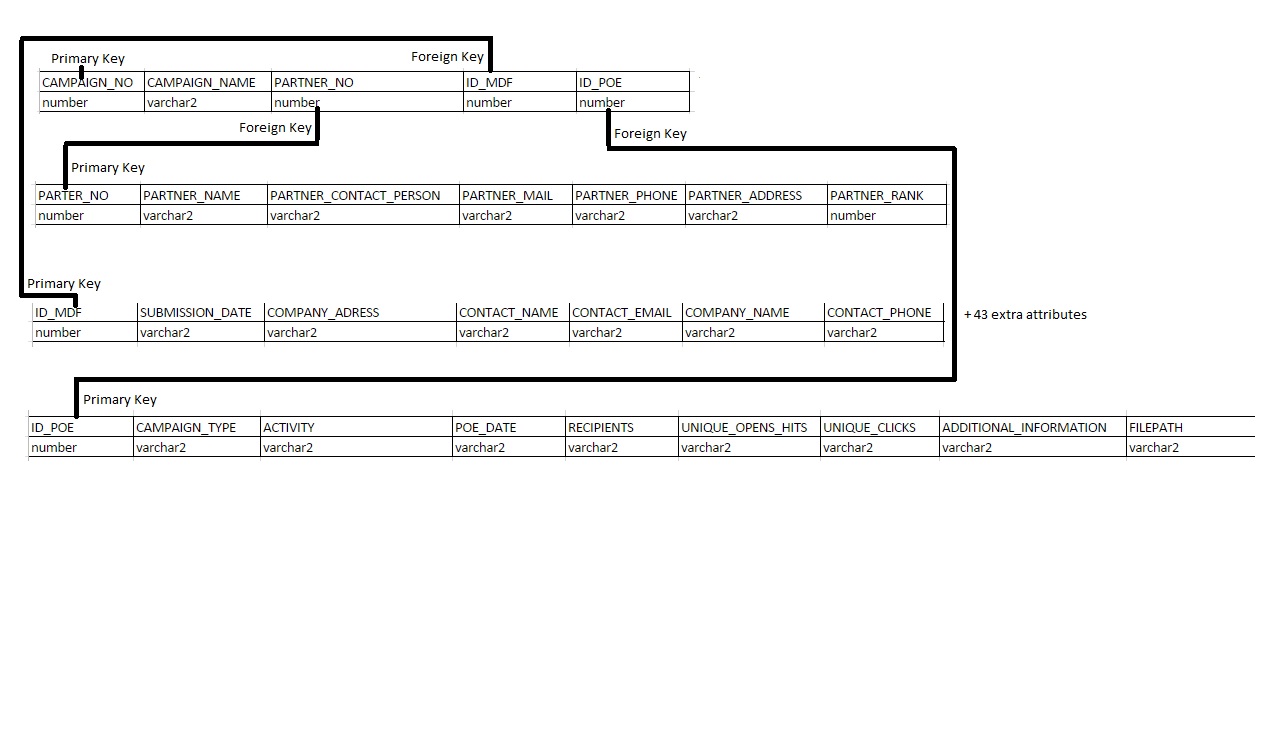 Primary Key Foreign Key
CAMPAIGN_NO CAMPAIGN_NAME PARTNER_NO ID_MDF ID_POE
number varchar2 number number number
Foreign Key Foreign Key
Primary Key
PARTER_NO PARTNER_NAME PARTNER_CONTACT_PERSON PARTNER_MAIL PARTNER_PHONE PARTNER_ADDRESS PARTNER_RANK
number varchar2 varchar2 varchar2 varchar2 varchar2 number
Primary Key
ID_MDF SUBMISSION_DATE COMPANY_ADRESS CONTACT_NAME CONTACT_EMAIL COMPANY_NAME CONTACT_PHONE + 43 extra attributes
number varchar2 varchar2 varchar2 varchar2 varchar2 varchar2
Primary Key
ID_POE CAMPAIGN_TYPE ACTIVITY POE_DATE RECIPIENTS UNIQUE_OPENS_HITS UNIQUE_CLICKS ADDITIONAL_INFORMATION FILEPATH
number varchar2 varchar2 varchar2 varchar2 varchar2 varchar2 varchar2 varchar2